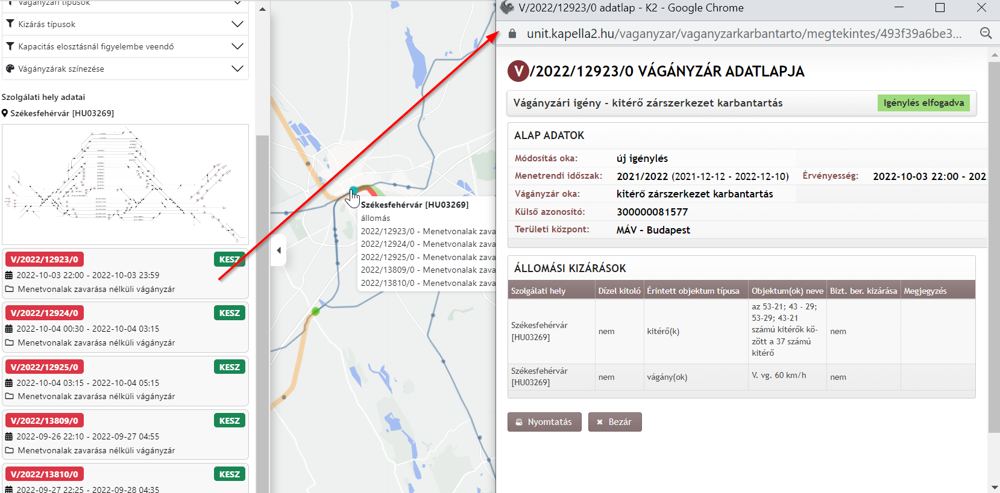 Vágányzári típusok
Kizárás típusok
Kapacitás elosztásnál figyelembe veendő
Vágányzárak színezése
Szolgálati hely adatai
Székesfehérvár [HU03269]
V/2022/12923/0 KESZ
2022-10-03 22:00 - 2022-10-03 23:59
Menetvonalak zavarása nélküli vágányzár
V/2022/12924/0 KESZ
2022-10-04 00:30 - 2022-10-04 03:15
Menetvonalak zavarása nélküli vágányzár
V/2022/12925/0 KESZ
2022-10-04 03:15 - 2022-10-04 05:15
Menetvonalak zavarása nélküli vágányzár
V/2022/13809/0 KESZ
2022-09-26 22:10 - 2022-09-27 04:55
Menetvonalak zavarása nélküli vágányzár
V/2022/13810/0 KESZ
2022-09-27 22:25 - 2022-09-28 04:35
Székesfehérvár [HU03269]
állomás
2022/12923/0 - Menetvonalak zava
2022/12924/0 - Menetvonalak zava
2022/12925/0 - Menetvonalak zava
2022/13809/0 - Menetvonalak zava
2022/13810/0 - Menetvonalak zava
V/2022/12923/0 adatlap - K2 - Google Chrome
unit.kapella2.hu/vaganyzar/vaganyzarkarbantarto/megtekintes/493f39a6be3...
V/2022/12923/0 VÁGÁNYZÁR ADATLAPJA
Vágányzári igény - kitérő zárszerkezet karbantartás Igénylés elfogadva
ALAP ADATOK
Módosítás oka: új igénylés
Menetrendi időszak: 2021/2022 (2021-12-12 - 2022-12-10) Érvényesség: 2022-10-03 22:00 - 202
Vágányzár oka: kitérő zárszerkezet karbantartás
Külső azonosító: 300000081577
Területi központ: MÁV - Budapest
ÁLLOMÁSI KIZÁRÁSOK
Szolgálati hely Dízel kitoló Érintett objektum típusa Objektum(ok) neve Bizt. ber. kizárása Megjegyzés
az 53-21; 43 - 29;
53-29; 43-21
Székesfehérvár számú kitérők kö-
[HU03269] nem kitérő(k) zött a 37 számú nem
kitérő
Székesfehérvár
[HU03269] nem vágány(ok) V. vg. 60 km/h nem
Nyomtatás Bezár